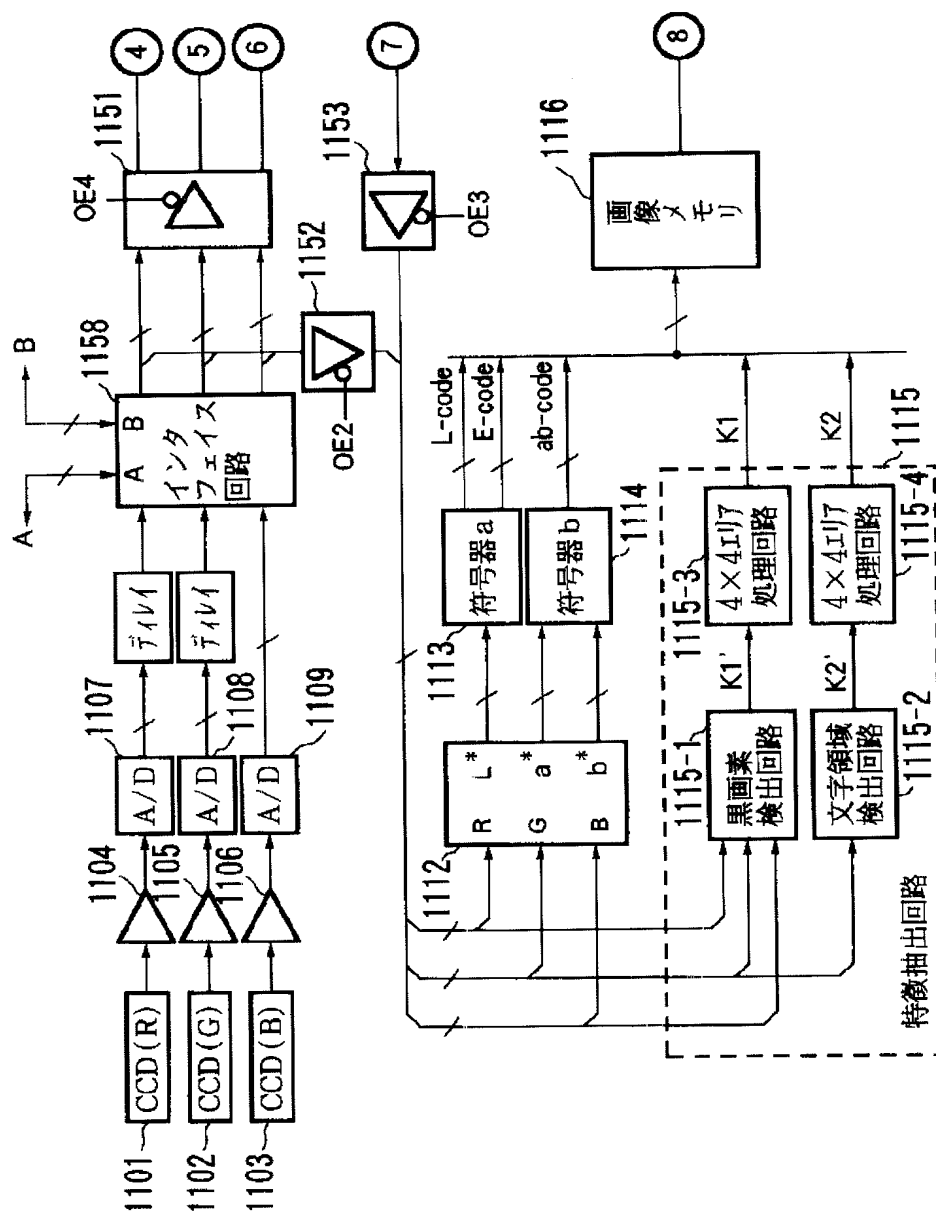 1101
CCD(R)
1104
1107
A/D
ディレイ
1102
CCD(G)
1105
1108
A/D
ディレイ
1103
CCD(B)
1106
1109
A/D
A
B
1158
A
B
インタ
フェイス
回路
OE4
1151
4
5
6
OE2
1152
1153
OE3
7
1112
R
L*
G
a*
B
b*
1113
符号器a
符号器b
1114
L-code
E-code
ab-code
1116
画像
メモリ
8
1115-1
黒画素
検出回路
K1'
1115-3
4×4エリア
処理回路
K1
文字領域
検出回路
1115-2
K2'
4×4エリア
処理回路
1115-4
K2
1115
特徴抽出回路